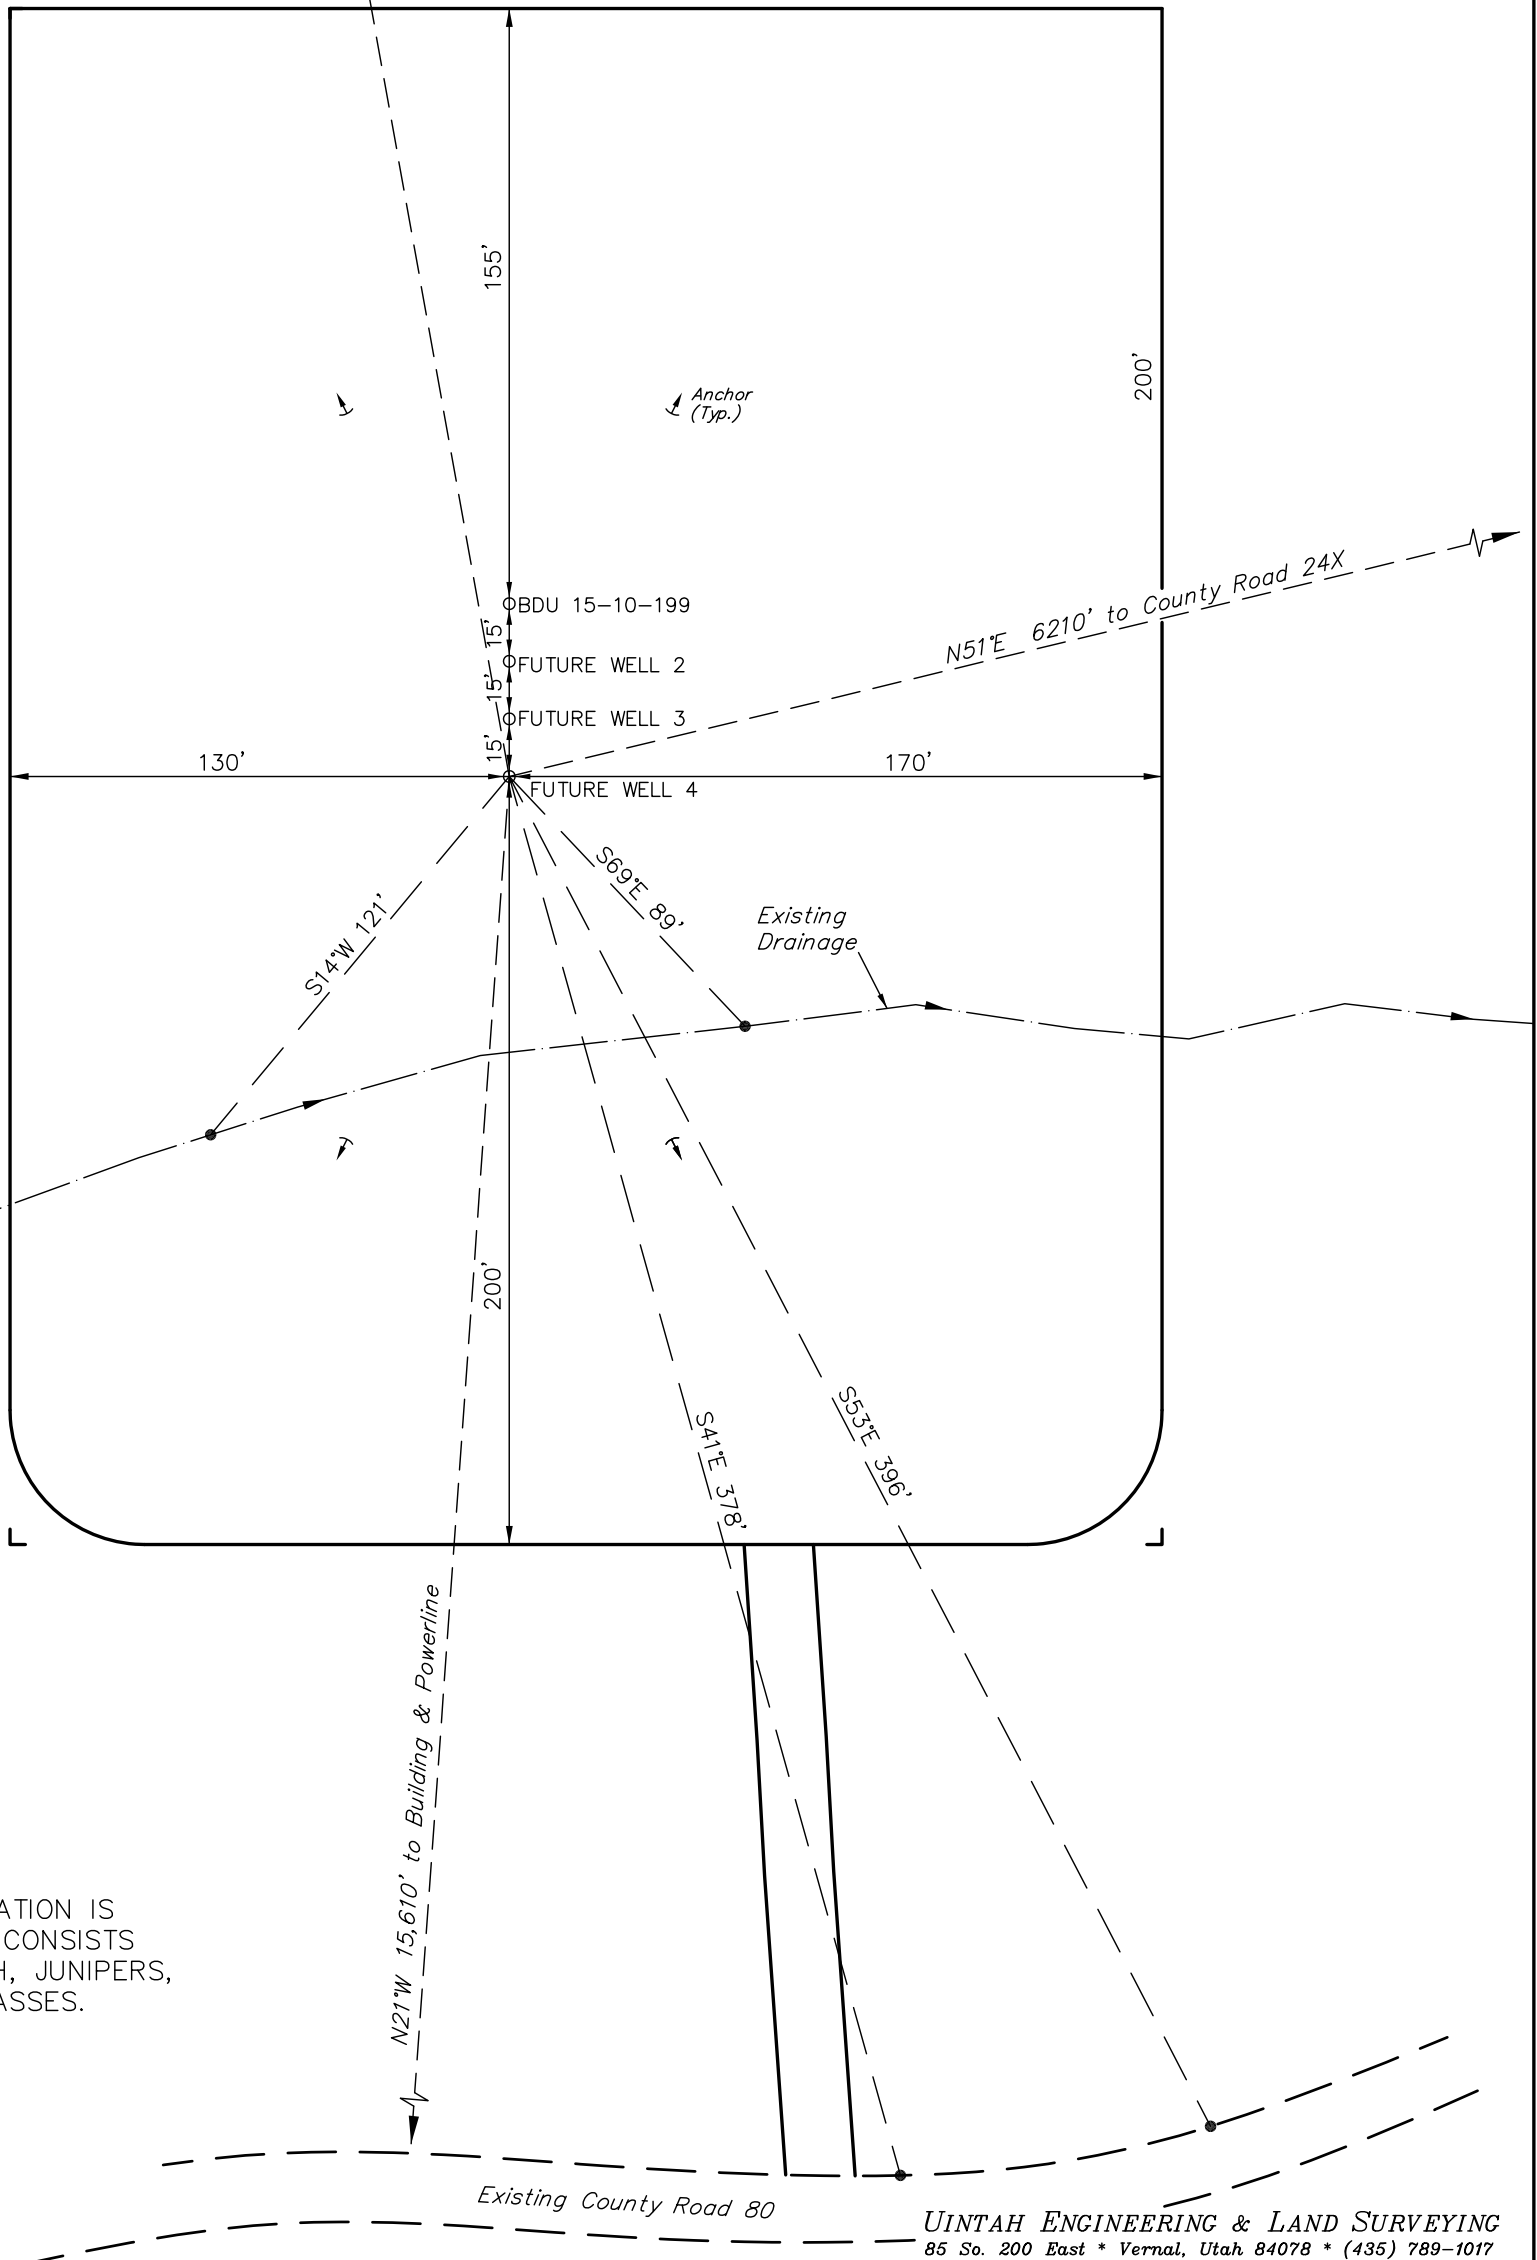 155'
200'
Anchor
(Typ.)
BDU 15-10-199
15'
N51°E 6210' to County Road 24X
FUTURE WELL 2
15'
FUTURE WELL 3
15'
130'
170'
FUTURE WELL 4
S69°E 89'
S14°W 121'
Existing
Drainage
200'
S41°E 378'
S53°E 396'
N21°W 15,610' to Building & Powerline
ATION IS
CONSISTS
H, JUNIPERS,
ASSES.
Existing County Road 80
UINTAH ENGINEERING & LAND SURVEYING
85 So. 200 East * Vernal, Utah 84078 * (435) 789-1017